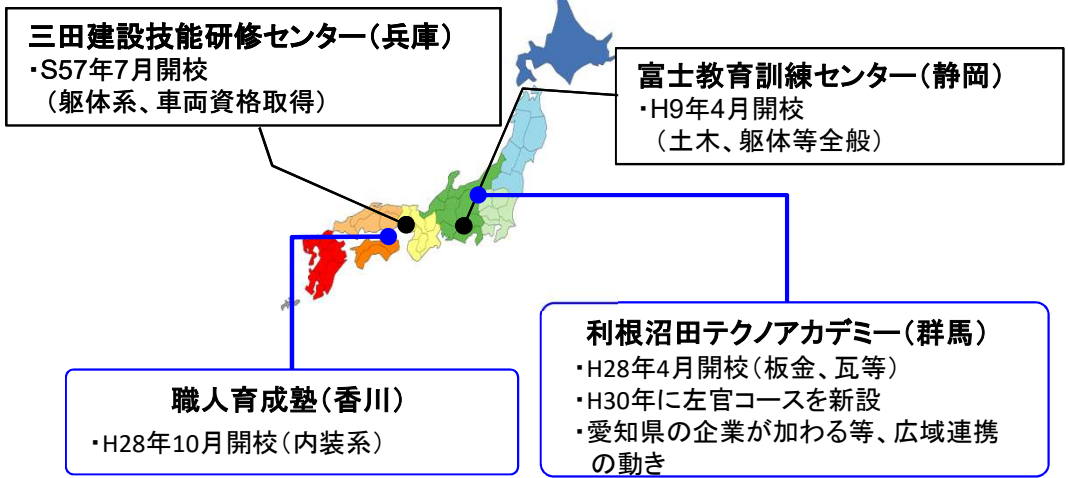 三田建設技能研修センター（兵庫）
・S57年7月開校
（躯体系、車両資格取得）
富士教育訓練センター（静岡）
・H9年4月開校
（土木、躯体等全般）
職人育成塾（香川）
・H28年10月開校（内装系）
利根沼田テクノアカデミー（群馬）
・H28年4月開校（板金、瓦等）
・H30年に左官コースを新設
・愛知県の企業が加わる等、広域連携
の動き